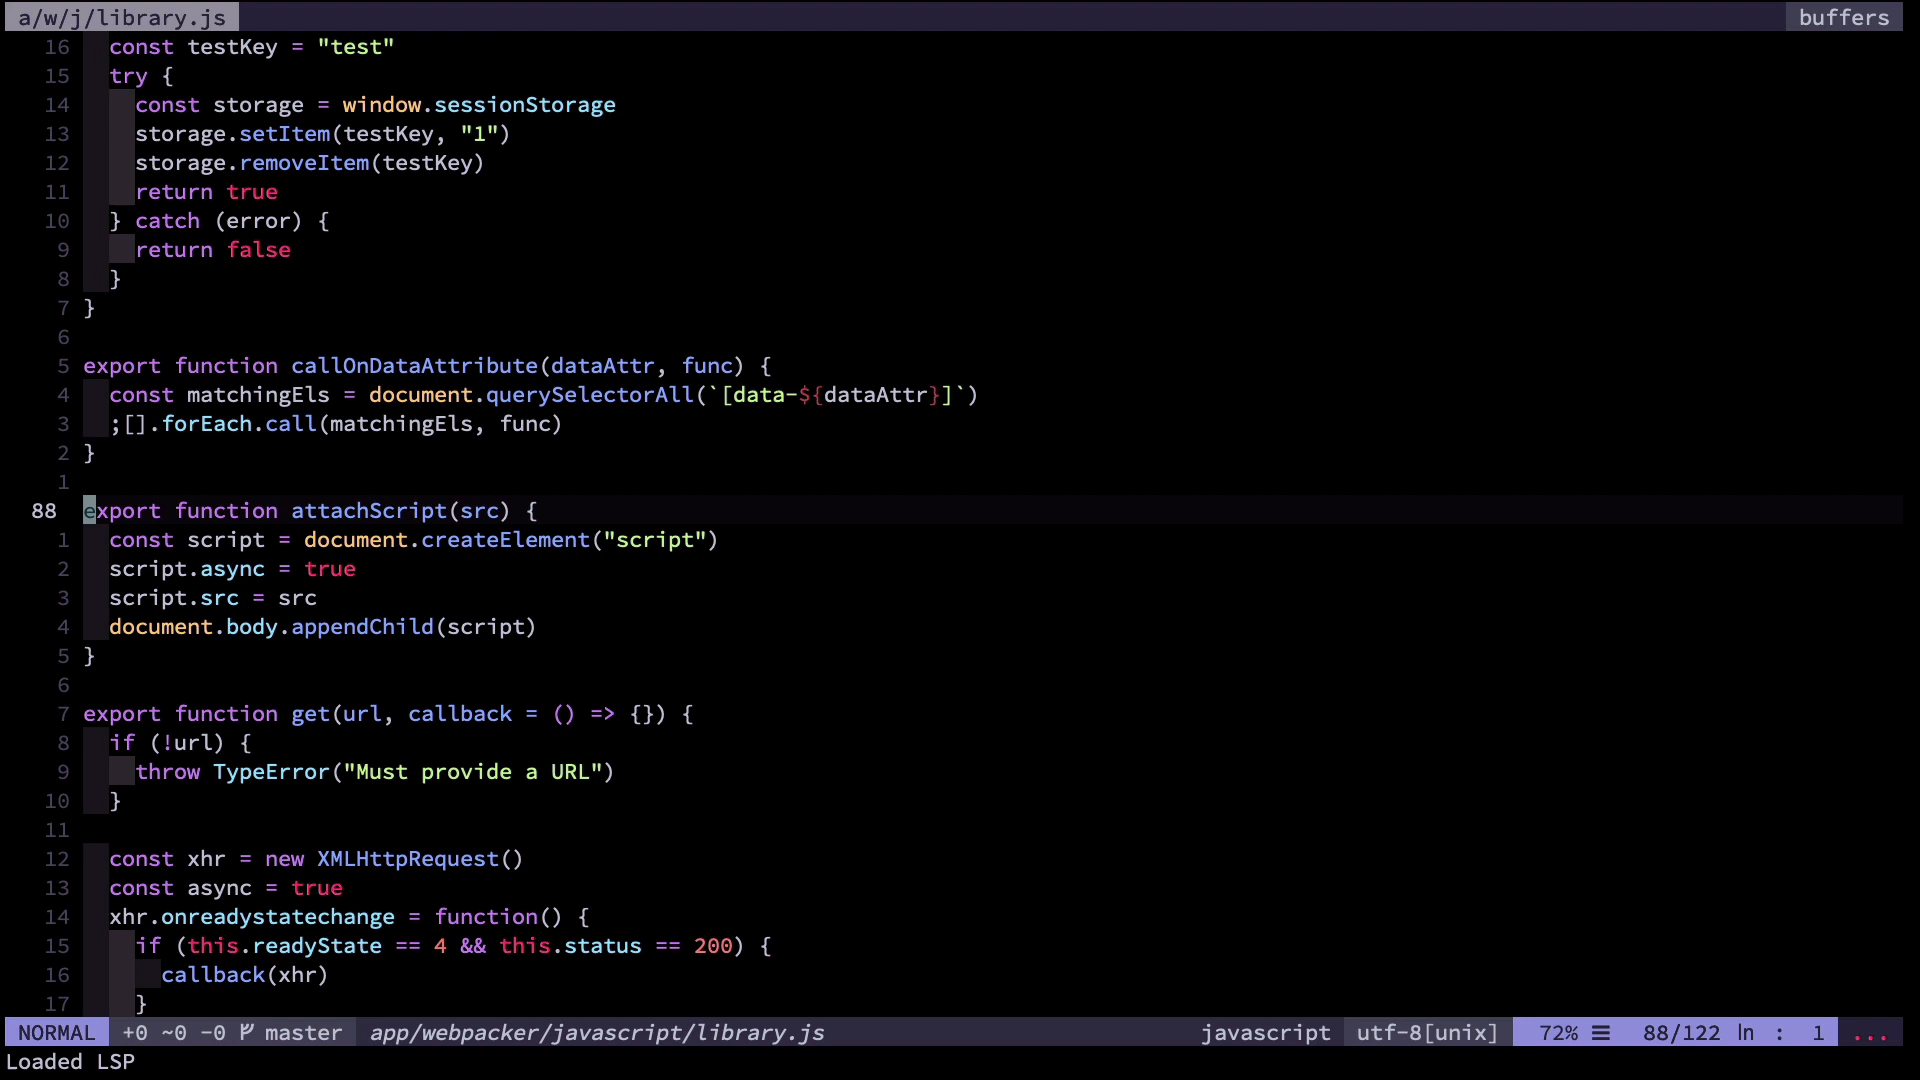 a/w/j/library.js buffers
16 const testKey = "test"
15 try {
14 const storage = window.sessionStorage
13 storage.setItem(testKey, "1")
12 storage.removeItem(testKey)
11 return true
10 } catch (error) {
9 return false
8 }
7 }
6
5 export function callOnDataAttribute(dataAttr, func) {
4 const matchingEls = document.querySelectorAll(`[data-${dataAttr}]`)
3 ;[].forEach.call(matchingEls, func)
2 }
1
88 export function attachScript(src) {
1 const script = document.createElement("script")
2 script.async = true
3 script.src = src
4 document.body.appendChild(script)
5 }
6
7 export function get(url, callback = () => {}) {
8 if (!url) {
9 throw TypeError("Must provide a URL")
10 }
11
12 const xhr = new XMLHttpRequest()
13 const async = true
14 xhr.onreadystatechange = function() {
15 if (this.readyState == 4 && this.status == 200) {
16 callback(xhr)
17 }
NORMAL +0 ~0 -0 master app/webpacker/javascript/library.js javascript utf-8[unix] 72% ☰ 88/122 ln : 1 ...
Loaded LSP